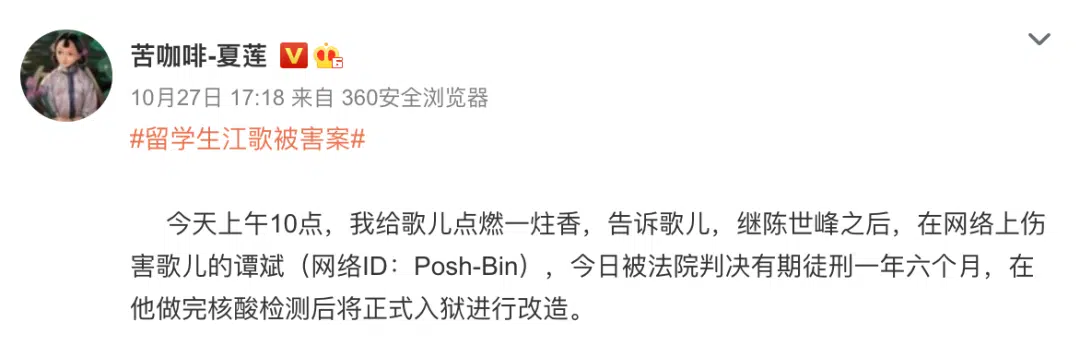 苦咖啡-夏莲 V 6
10月27日 17:18 来自 360安全浏览器
#留学生江歌被害案#
今天上午10点，我给歌儿点燃一炷香，告诉歌儿，继陈世峰之后，在网络上伤
害歌儿的谭斌（网络ID：Posh-Bin），今日被法院判决有期徒刑一年六个月，在
他做完核酸检测后将正式入狱进行改造。